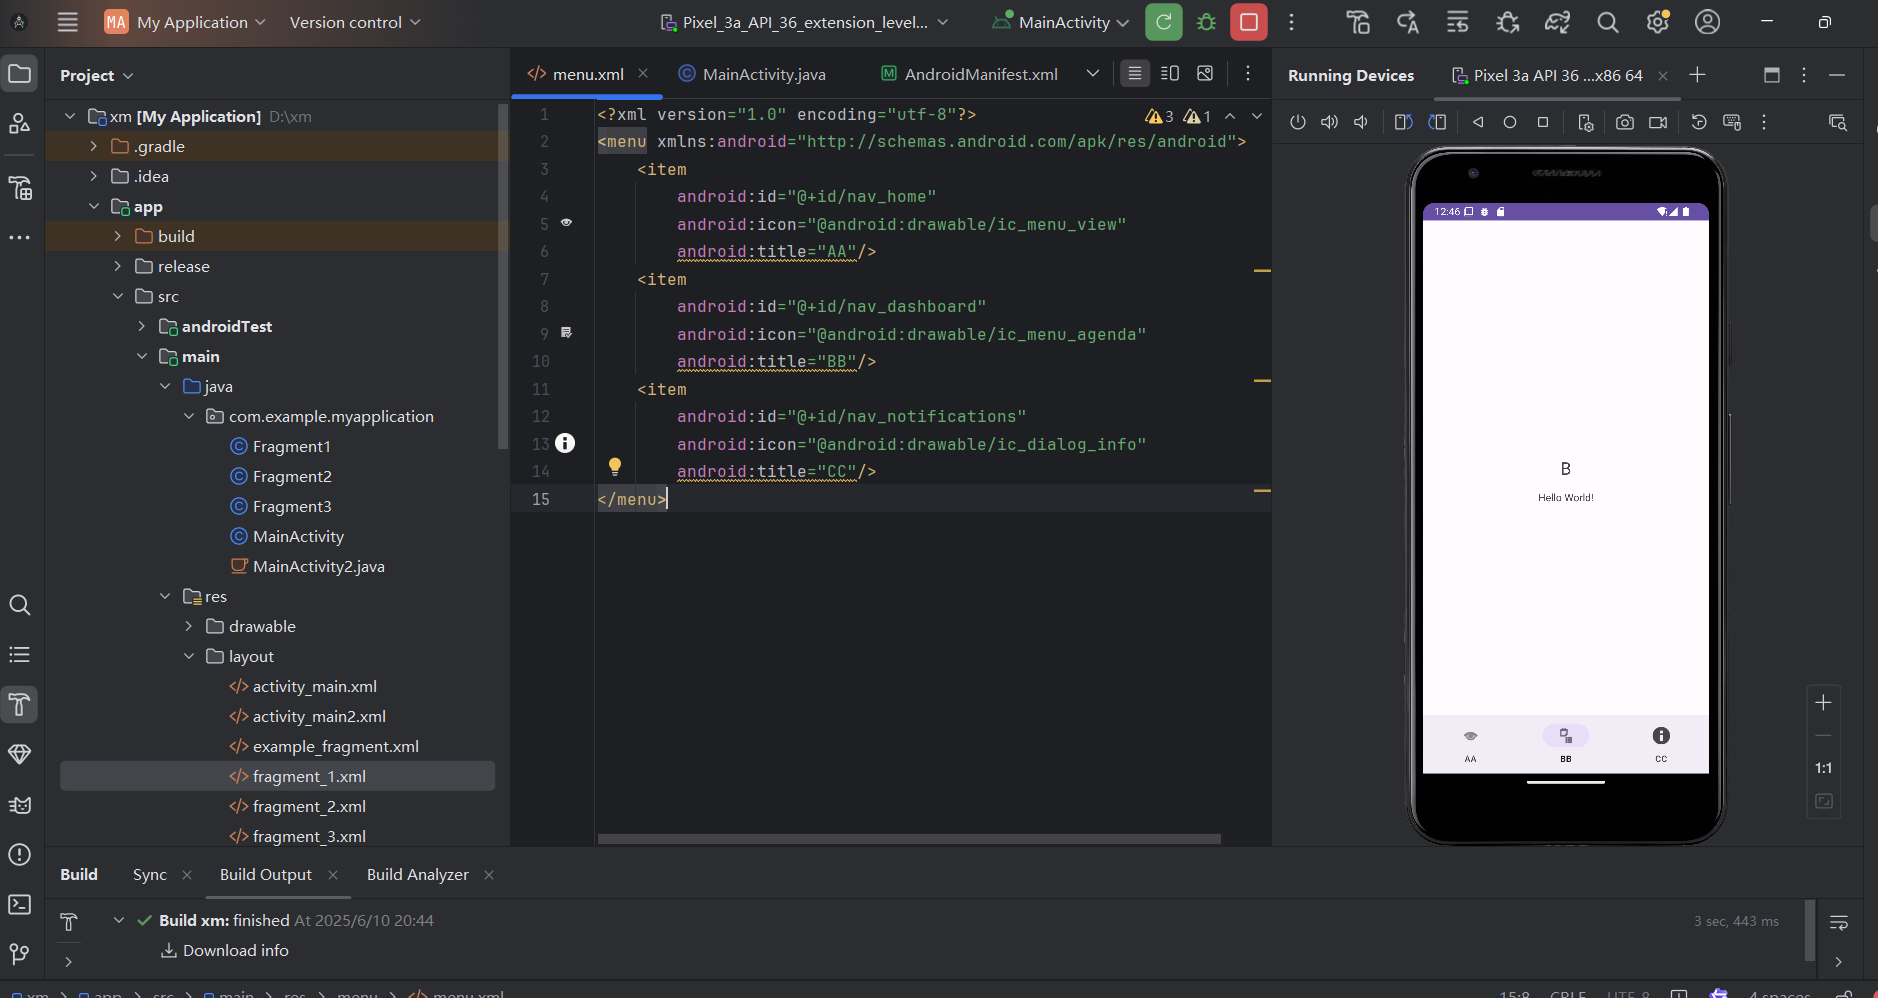 MA My Application Version control Pixel_3a_API_36_extension_level... MainActivity
Project
xm [My Application] D:\xm
.gradle
.idea
app
build
release
src
androidTest
main
java
com.example.myapplication
Fragment1
Fragment2
Fragment3
MainActivity
MainActivity2.java
res
drawable
layout
activity_main.xml
activity_main2.xml
example_fragment.xml
fragment_1.xml
fragment_2.xml
fragment_3.xml
menu.xml MainActivity.java AndroidManifest.xml
3 1
1 <?xml version="1.0" encoding="utf-8"?>
2 <menu xmlns:android="http://schemas.android.com/apk/res/android">
3 <item
4 android:id="@+id/nav_home"
5 android:icon="@android:drawable/ic_menu_view"
6 android:title="AA"/>
7 <item
8 android:id="@+id/nav_dashboard"
9 android:icon="@android:drawable/ic_menu_agenda"
10 android:title="BB"/>
11 <item
12 android:id="@+id/nav_notifications"
13 android:icon="@android:drawable/ic_dialog_info"
14 android:title="CC"/>
15 </menu>
Running Devices Pixel 3a API 36 ...x86 64
12:46
B
Hello World!
AA BB CC
1:1
Build Sync Build Output Build Analyzer
Build xm: finished At 2025/6/10 20:44 3 sec, 443 ms
Download info
xm app src main res menu menu.xml 15:8 CRLF UTF-8 4 spaces